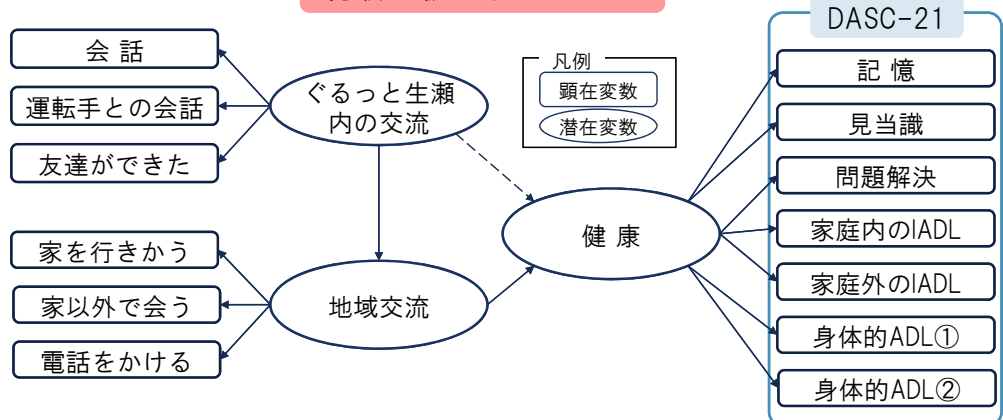 DASC-21
会 話
運転手との会話
友達ができた
ぐるっと生瀬
内の交流
凡例
顕在変数
潜在変数
家を行きかう
家以外で会う
電話をかける
地域交流
健 康
記 憶
見当識
問題解決
家庭内のIADL
家庭外のIADL
身体的ADL①
身体的ADL②